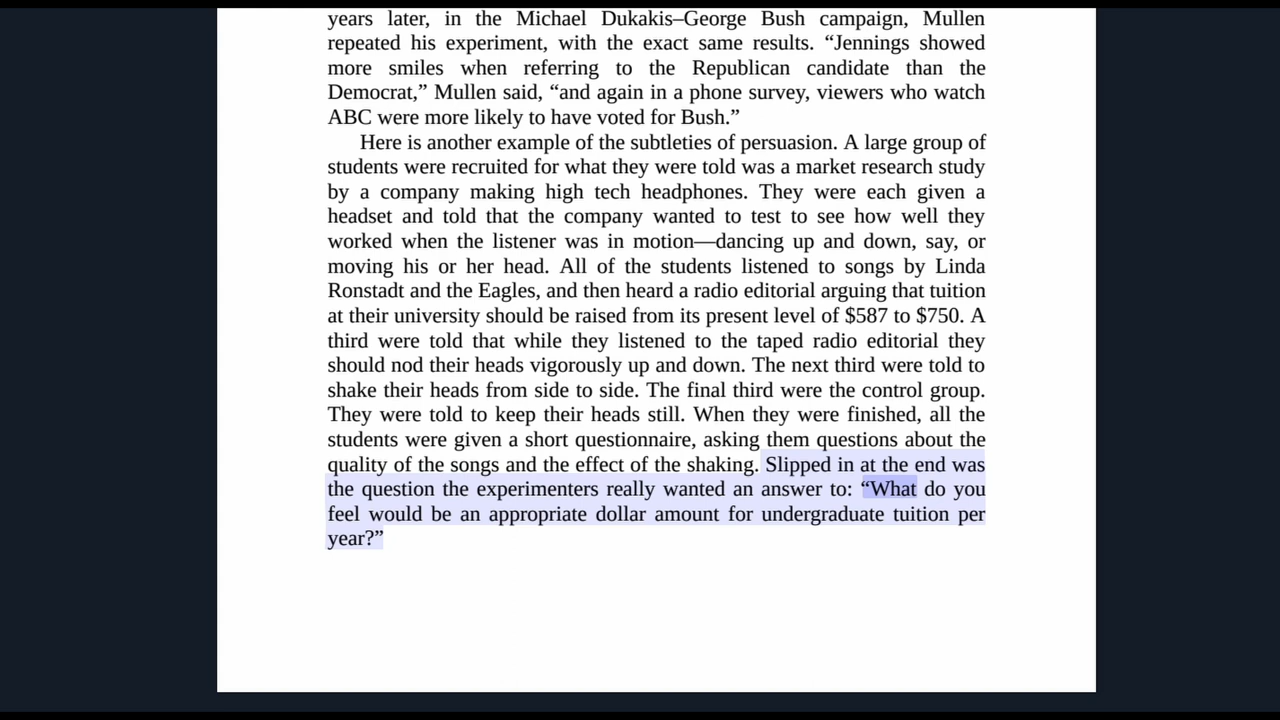 years later, in the Michael Dukakis–George Bush campaign, Mullen
repeated his experiment, with the exact same results. “Jennings showed
more smiles when referring to the Republican candidate than the
Democrat,” Mullen said, “and again in a phone survey, viewers who watch
ABC were more likely to have voted for Bush.”
Here is another example of the subtleties of persuasion. A large group of
students were recruited for what they were told was a market research study
by a company making high tech headphones. They were each given a
headset and told that the company wanted to test to see how well they
worked when the listener was in motion—dancing up and down, say, or
moving his or her head. All of the students listened to songs by Linda
Ronstadt and the Eagles, and then heard a radio editorial arguing that tuition
at their university should be raised from its present level of $587 to $750. A
third were told that while they listened to the taped radio editorial they
should nod their heads vigorously up and down. The next third were told to
shake their heads from side to side. The final third were the control group.
They were told to keep their heads still. When they were finished, all the
students were given a short questionnaire, asking them questions about the
quality of the songs and the effect of the shaking. Slipped in at the end was
the question the experimenters really wanted an answer to: “What do you
feel would be an appropriate dollar amount for undergraduate tuition per
year?”